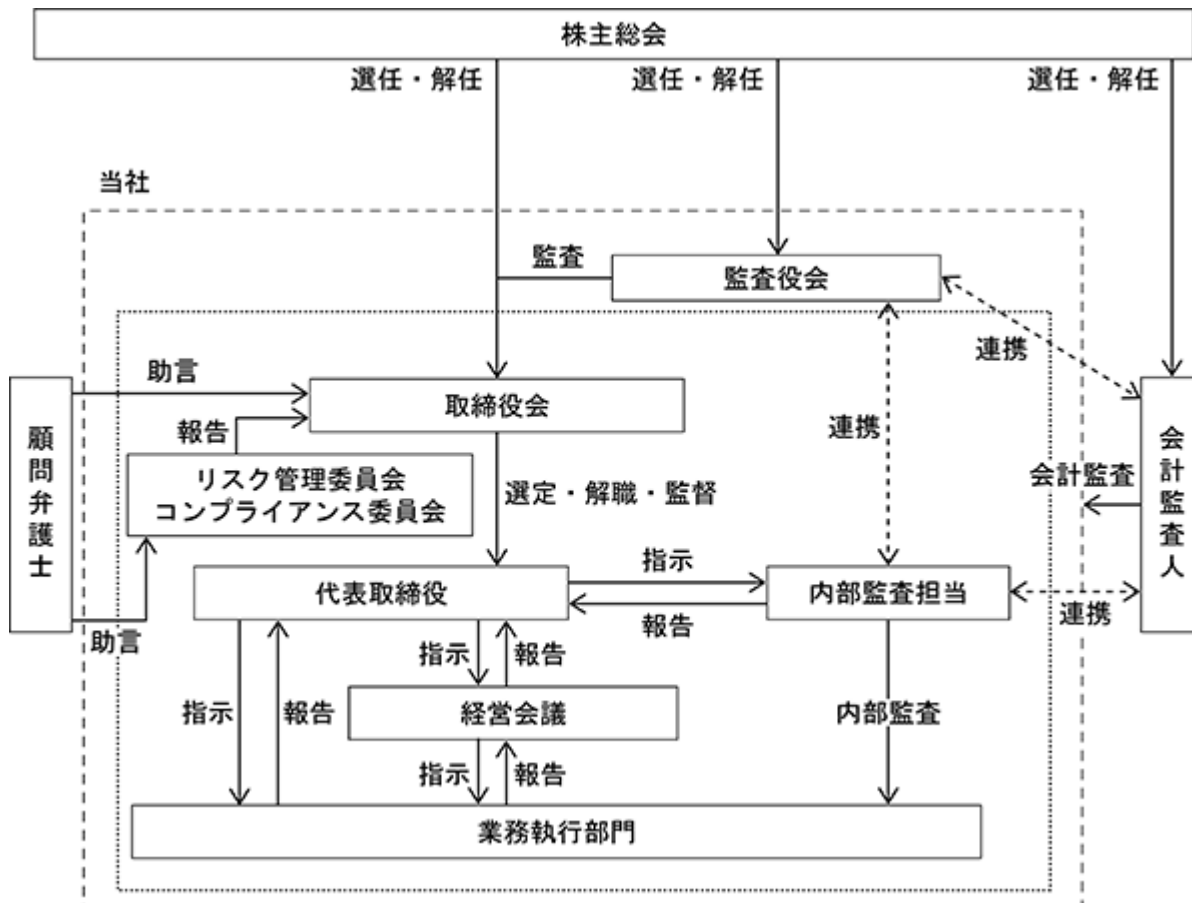 株主総会
選任・解任
選任・解任
選任・解任
当社
監査
監査役会
連携
助言
取締役会
報告
連携
顧問弁護士
リスク管理委員会
コンプライアンス委員会
選定・解職・監督
会計監査
会計監査人
指示
代表取締役
内部監査担当
報告
連携
助言
指示
報告
指示
報告
経営会議
内部監査
指示
報告
業務執行部門